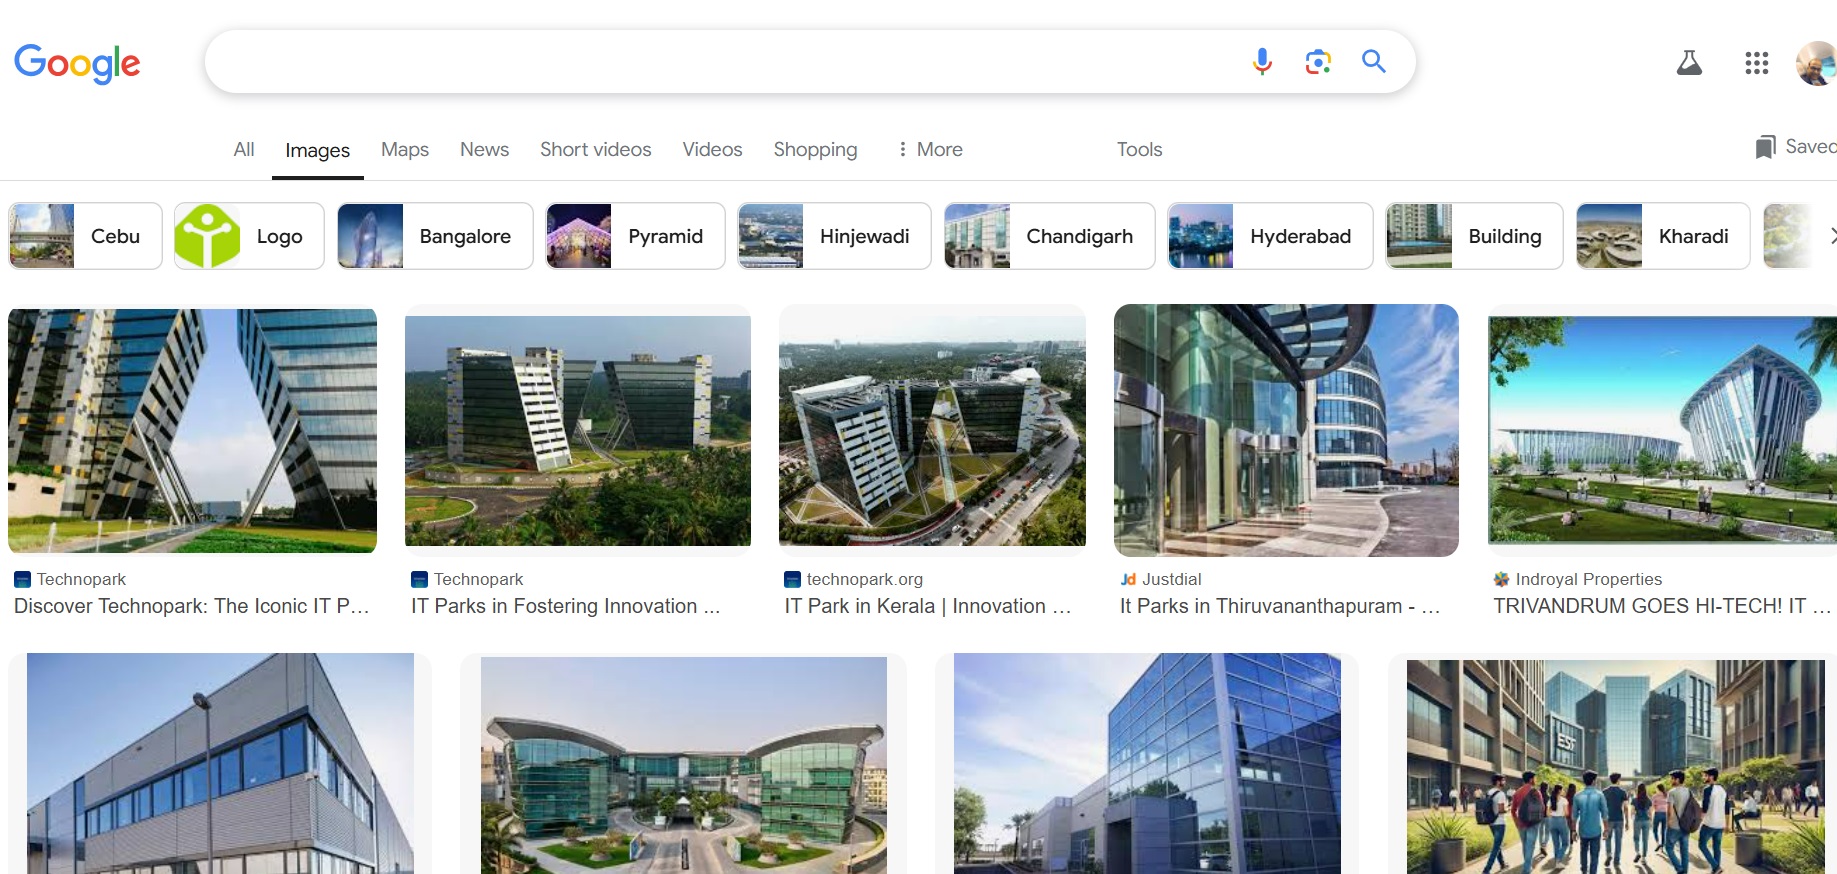 Google
All Images Maps News Short videos Videos Shopping More Tools Saved
Cebu Logo Bangalore Pyramid Hinjewadi Chandigarh Hyderabad Building Kharadi
Technopark
Discover Technopark: The Iconic IT P...
Technopark
IT Parks in Fostering Innovation ...
technopark.org
IT Park in Kerala | Innovation ...
Jd Justdial
It Parks in Thiruvananthapuram - ...
Indroyal Properties
TRIVANDRUM GOES HI-TECH! IT ...